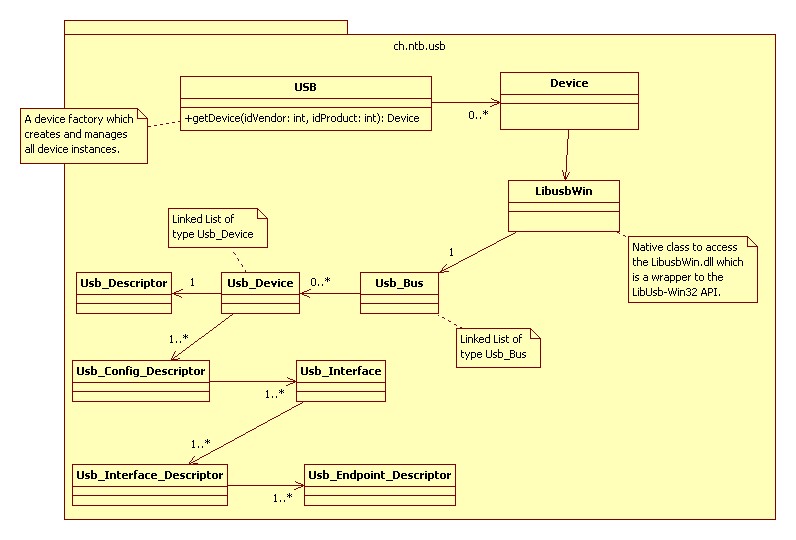 ch.ntb.usb
USB
+getDevice(idVendor: int, idProduct: int): Device
Device
0..*
A device factory which
creates and manages
all device instances.
LibusbWin
Native class to access
the LibusbWin.dll which
is a wrapper to the
LibUsb-Win32 API.
Linked List of
type Usb_Device
1
Usb_Descriptor
1
Usb_Device
0..*
Usb_Bus
Linked List of
type Usb_Bus
1..*
Usb_Config_Descriptor
1..*
Usb_Interface
1..*
Usb_Interface_Descriptor
1..*
Usb_Endpoint_Descriptor